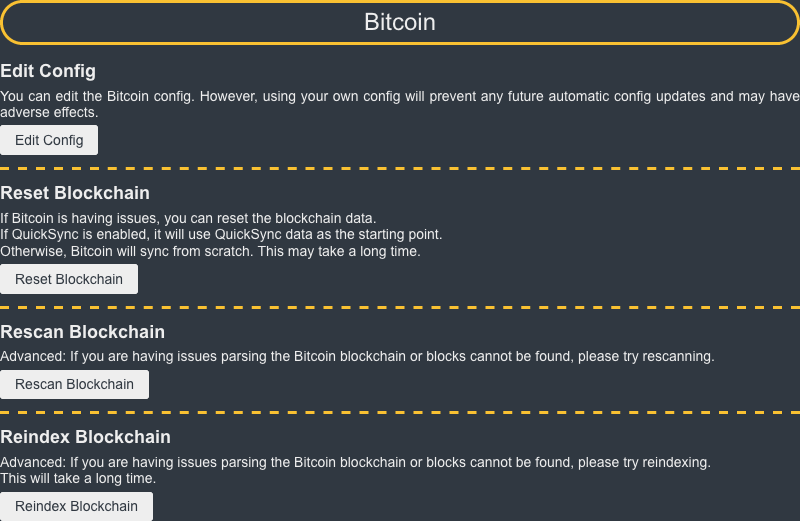 Bitcoin
Edit Config
You can edit the Bitcoin config. However, using your own config will prevent any future automatic config updates and may have
adverse effects.
Edit Config
Reset Blockchain
If Bitcoin is having issues, you can reset the blockchain data.
If QuickSync is enabled, it will use QuickSync data as the starting point.
Otherwise, Bitcoin will sync from scratch. This may take a long time.
Reset Blockchain
Rescan Blockchain
Advanced: If you are having issues parsing the Bitcoin blockchain or blocks cannot be found, please try rescanning.
Rescan Blockchain
Reindex Blockchain
Advanced: If you are having issues parsing the Bitcoin blockchain or blocks cannot be found, please try reindexing.
This will take a long time.
Reindex Blockchain